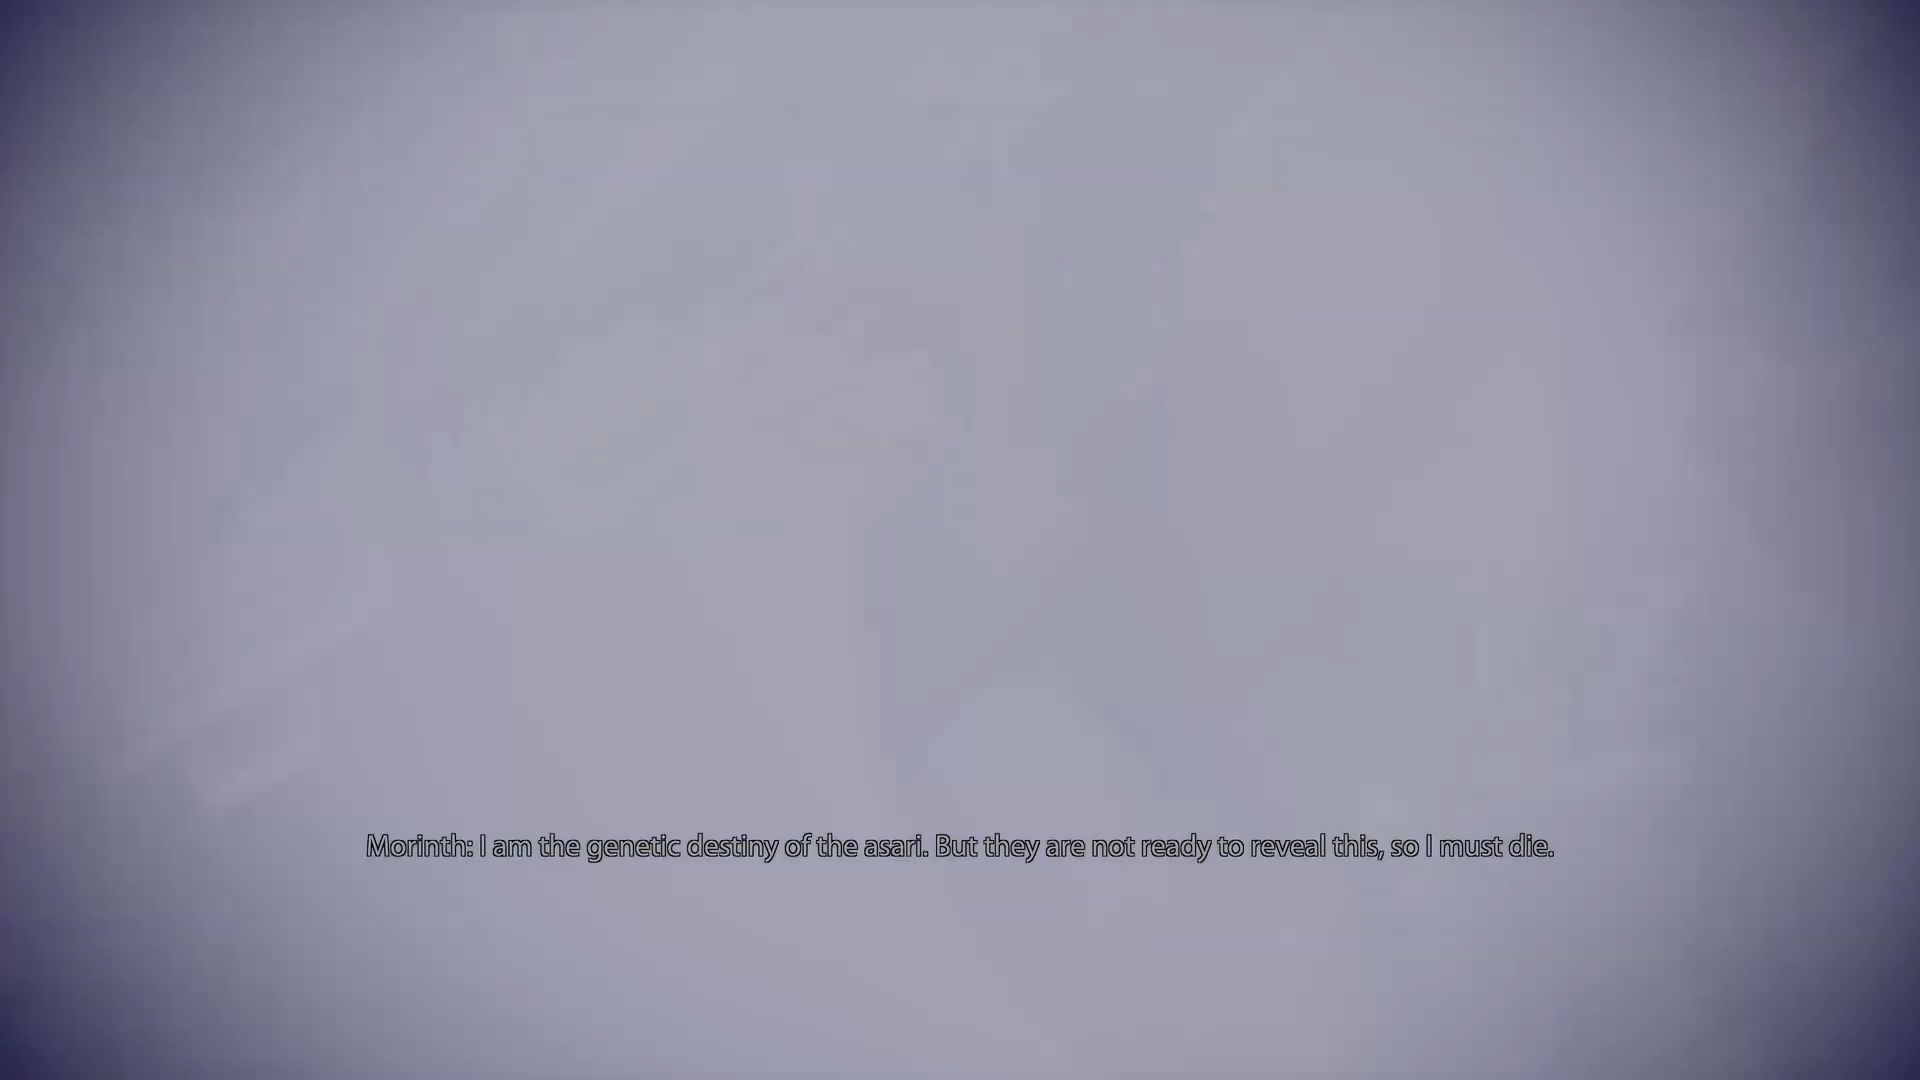 Morinth: I am the genetic destiny of the asari. But they are not ready to reveal this, so I must die.